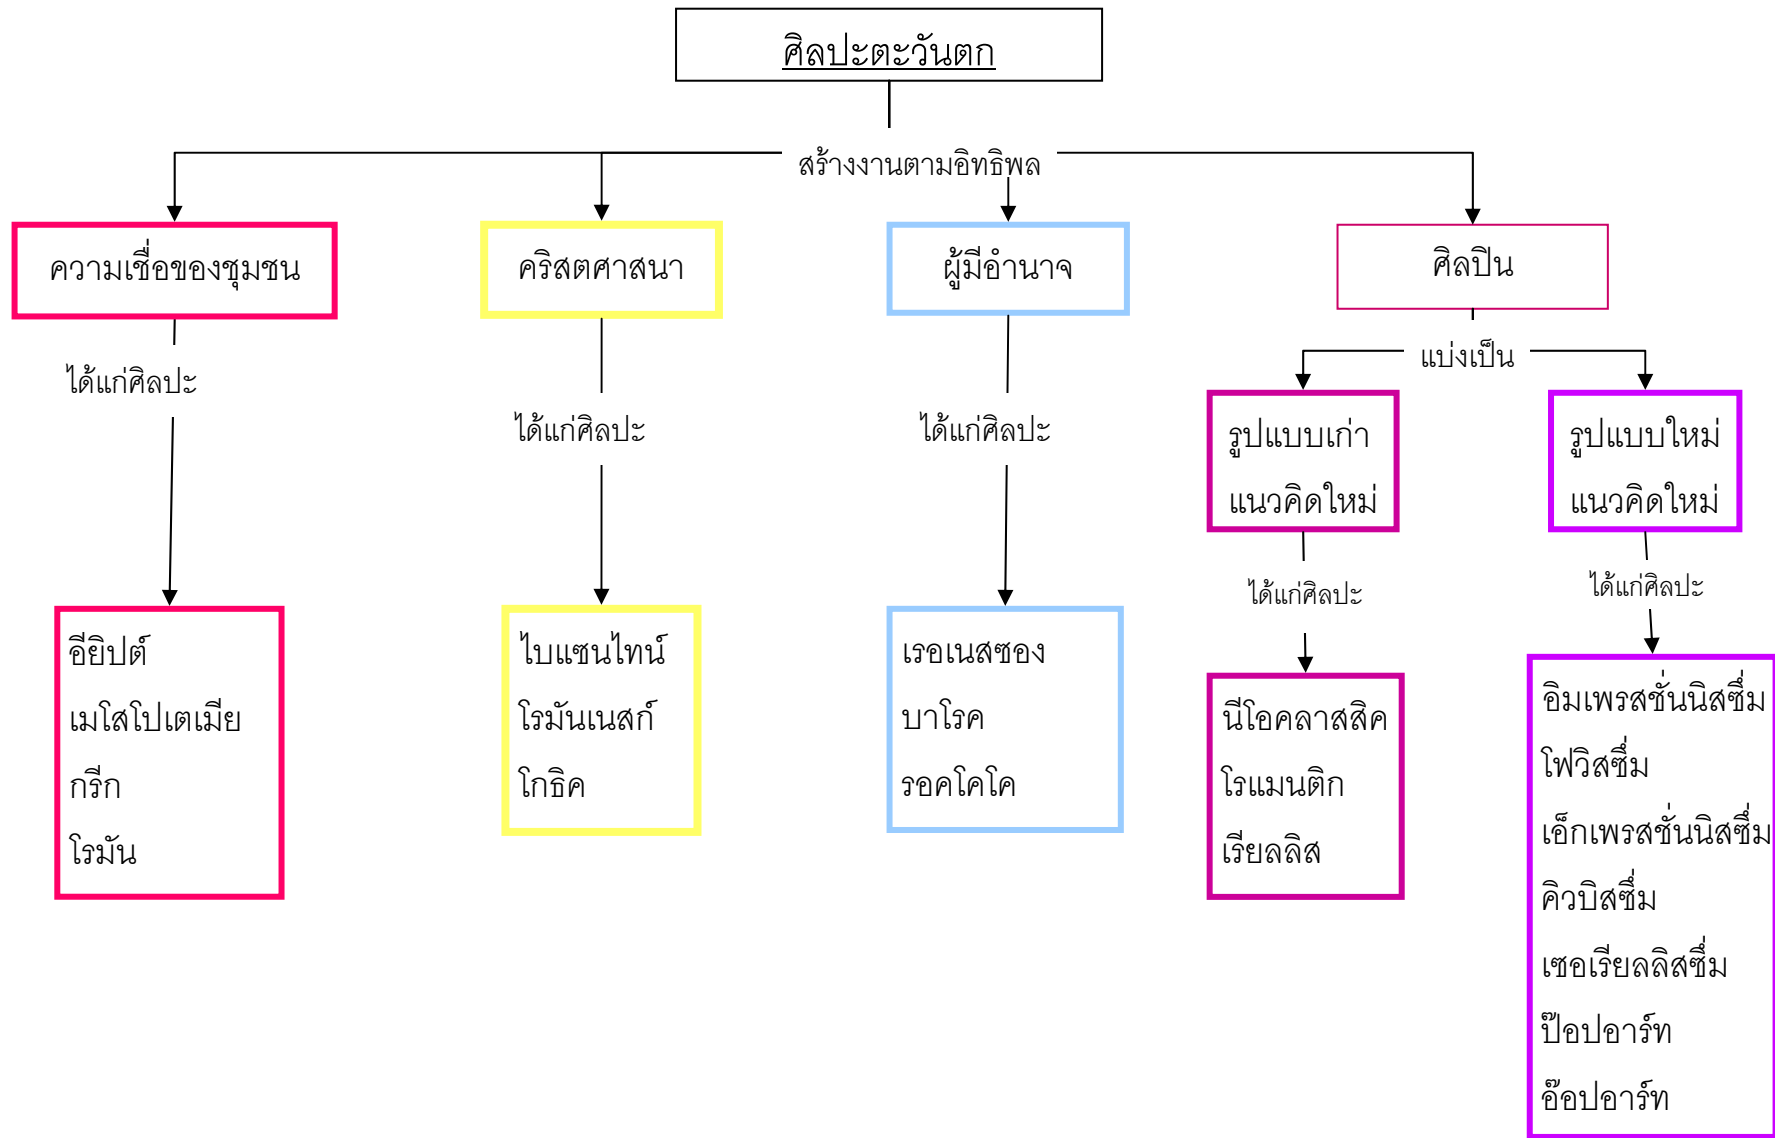 ศิลปะตะวันตก
สร้างงานตามอิทธิพล
ความเชื่อของชุมชน
คริสตศาสนา
ผู้มีอำนาจ
ศิลปิน
ได้แก่ศิลปะ
ได้แก่ศิลปะ
ได้แก่ศิลปะ
แบ่งเป็น
รูปแบบเก่า
แนวคิดใหม่
รูปแบบใหม่
แนวคิดใหม่
ได้แก่ศิลปะ
ได้แก่ศิลปะ
อียิปต์
เมโสโปเตเมีย
กรีก
โรมัน
ไบแซนไทน์
โรมันเนสก์
โกธิค
เรอเนสซอง
บาโรค
รอคโคโค
นีโอคลาสสิค
โรแมนติก
เรียลลิส
อิมเพรสชั่นนิสซึ่ม
โฟวิสซึ่ม
เอ็กเพรสชั่นนิสซึ่ม
คิวบิสซึ่ม
เซอเรียลลิสซึ่ม
ป๊อปอาร์ท
อ๊อปอาร์ท